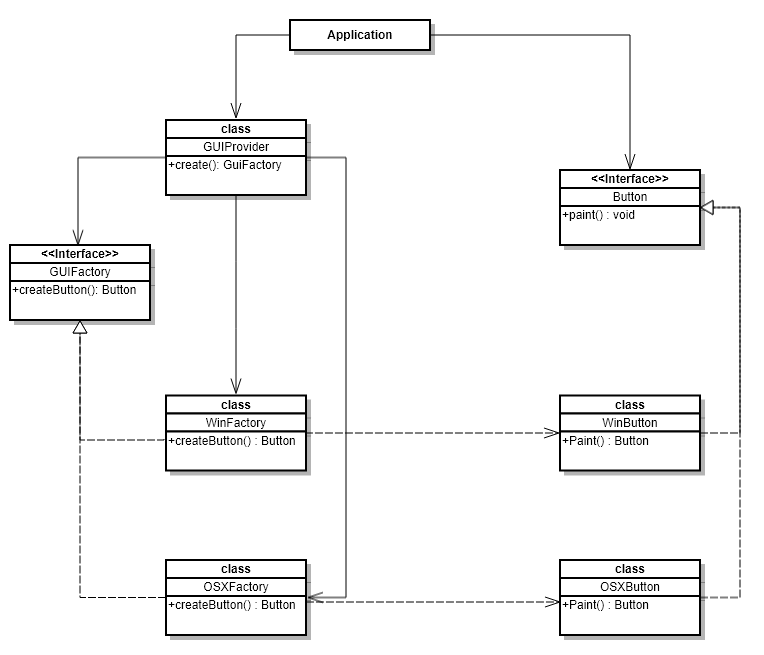 Application
class
GUIProvider
+create(): GuiFactory
<<Interface>>
Button
+paint() : void
<<Interface>>
GUIFactory
+createButton(): Button
class
WinFactory
+createButton() : Button
class
WinButton
+Paint() : Button
class
OSXFactory
+createButton() : Button
class
OSXButton
+Paint() : Button